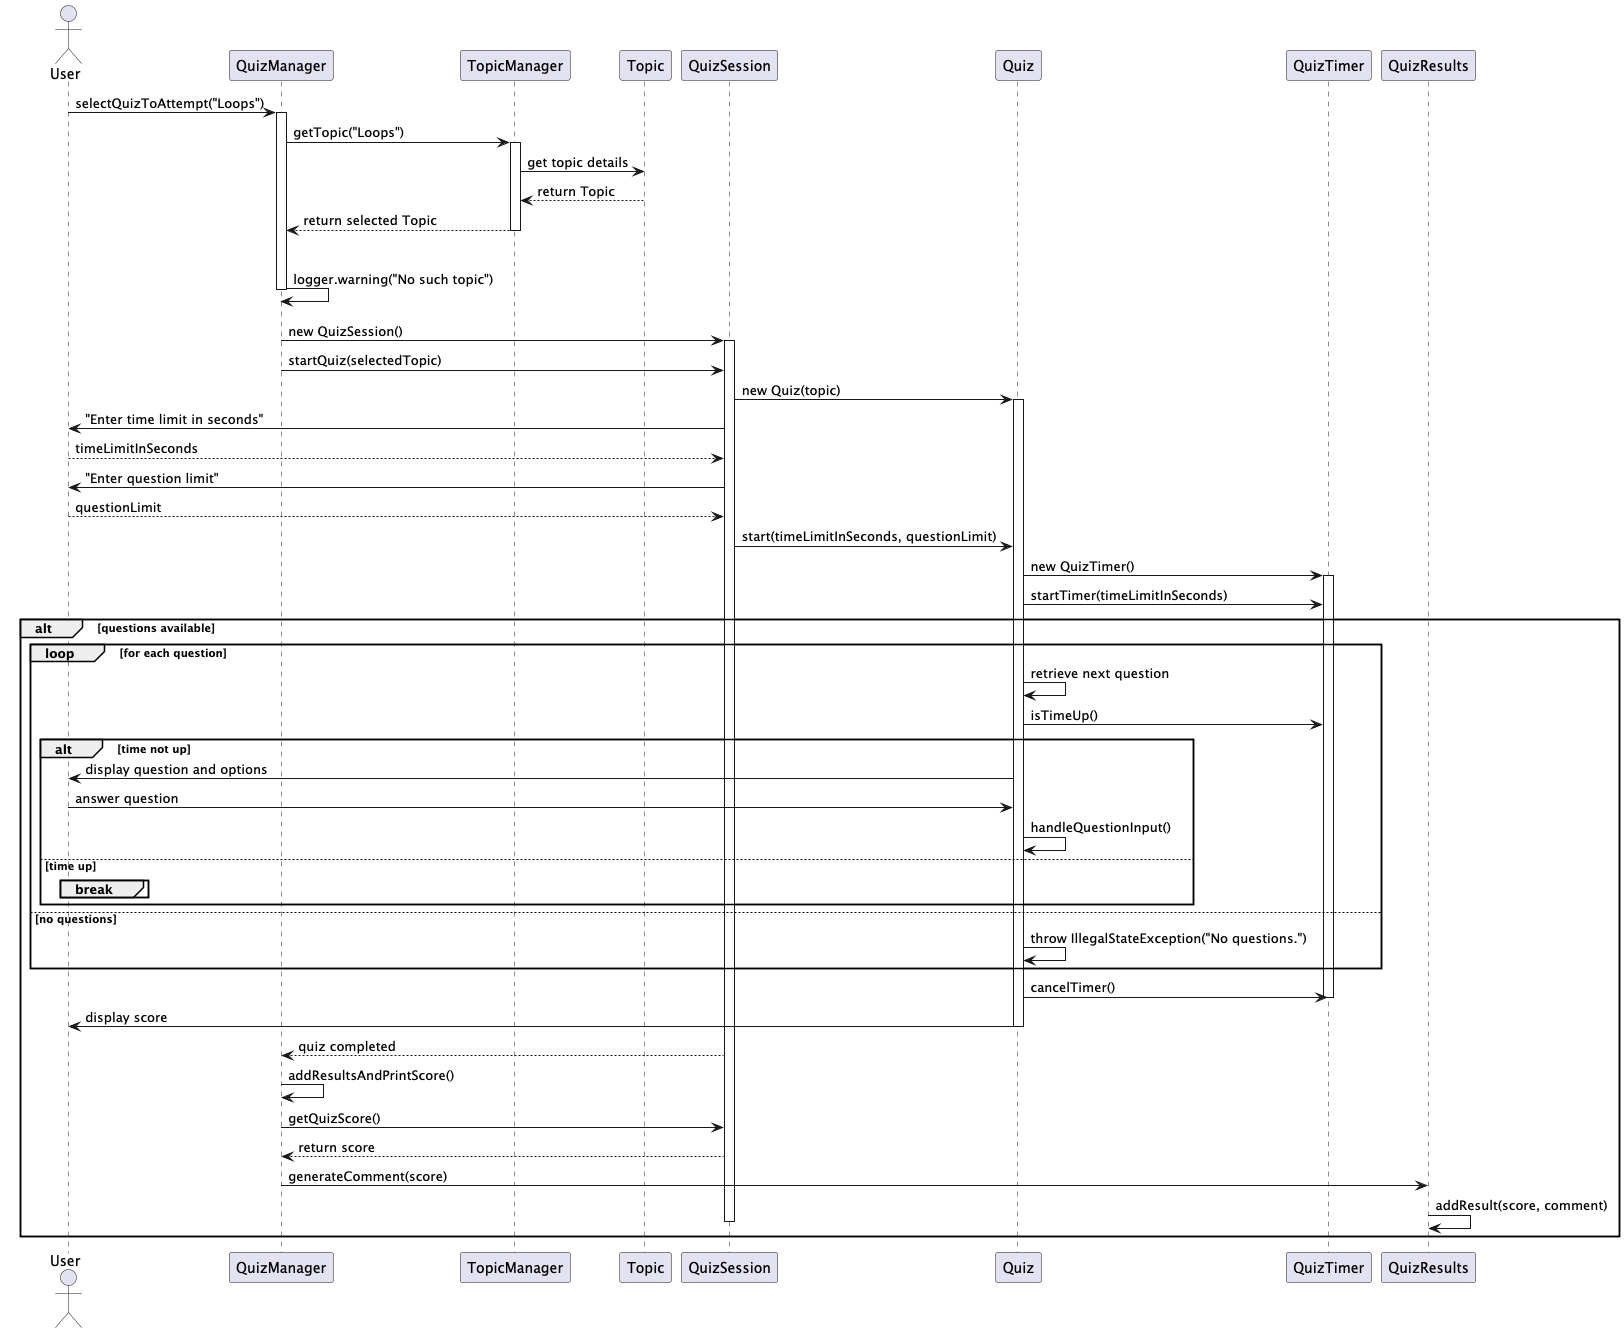 User
QuizManager
TopicManager
Topic
QuizSession
Quiz
QuizTimer
QuizResults
selectQuizToAttempt("Loops")
getTopic("Loops")
get topic details
return Topic
return selected Topic
logger.warning("No such topic")
new QuizSession()
startQuiz(selectedTopic)
new Quiz(topic)
"Enter time limit in seconds"
timeLimitInSeconds
"Enter question limit"
questionLimit
start(timeLimitInSeconds, questionLimit)
new QuizTimer()
startTimer(timeLimitInSeconds)
alt [questions available]
loop [for each question]
retrieve next question
isTimeUp()
alt [time not up]
display question and options
answer question
handleQuestionInput()
[time up]
break
[no questions]
throw IllegalStateException("No questions.")
cancelTimer()
display score
quiz completed
addResultsAndPrintScore()
getQuizScore()
return score
generateComment(score)
addResult(score, comment)
User
QuizManager
TopicManager
Topic
QuizSession
Quiz
QuizTimer
QuizResults